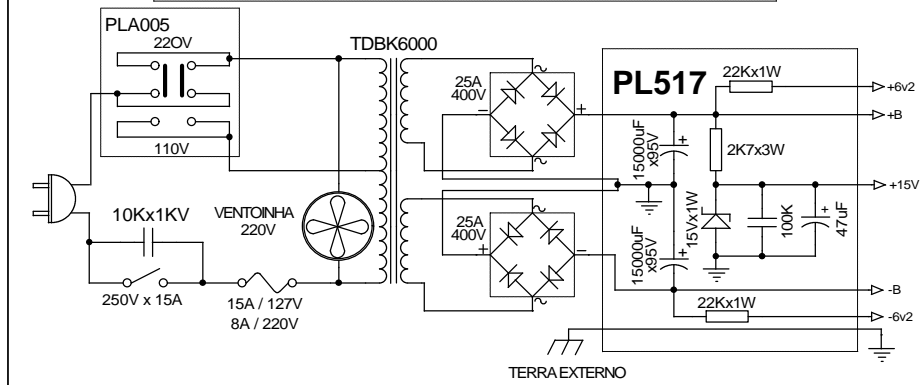 PLA005
22OV
110V
TDBK6000
25A
400V
PL517
22Kx1W
+6v2
+B
2K7x3W
15000uF
x95V
+15V
10Kx1KV
VENTOINHA
220V
25A
400V
15Vx1W
100K
47uF
15000uF
x95V
250V x 15A
15A / 127V
8A / 220V
-B
22Kx1W
-6v2
TERRA EXTERNO